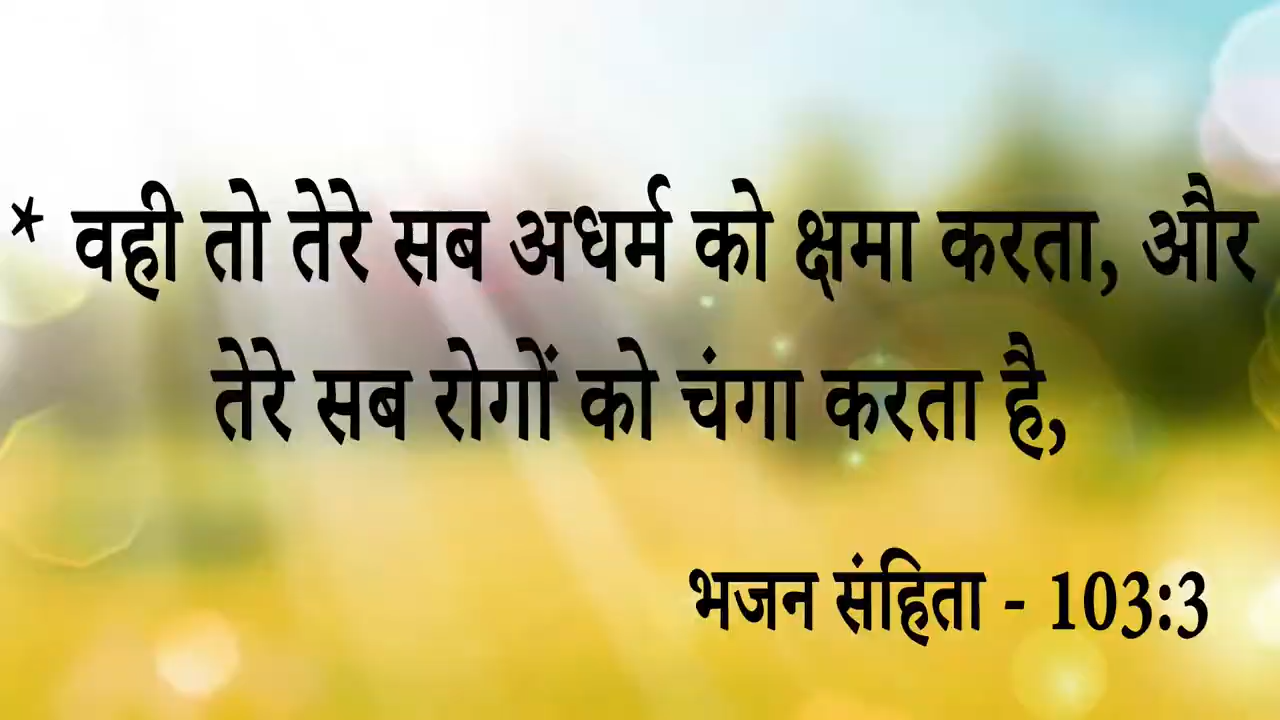 * वही तो तेरे सब अधर्म को क्षमा करता, और
तेरे सब रोगों को चंगा करता है,
भजन संहिता - 103:3